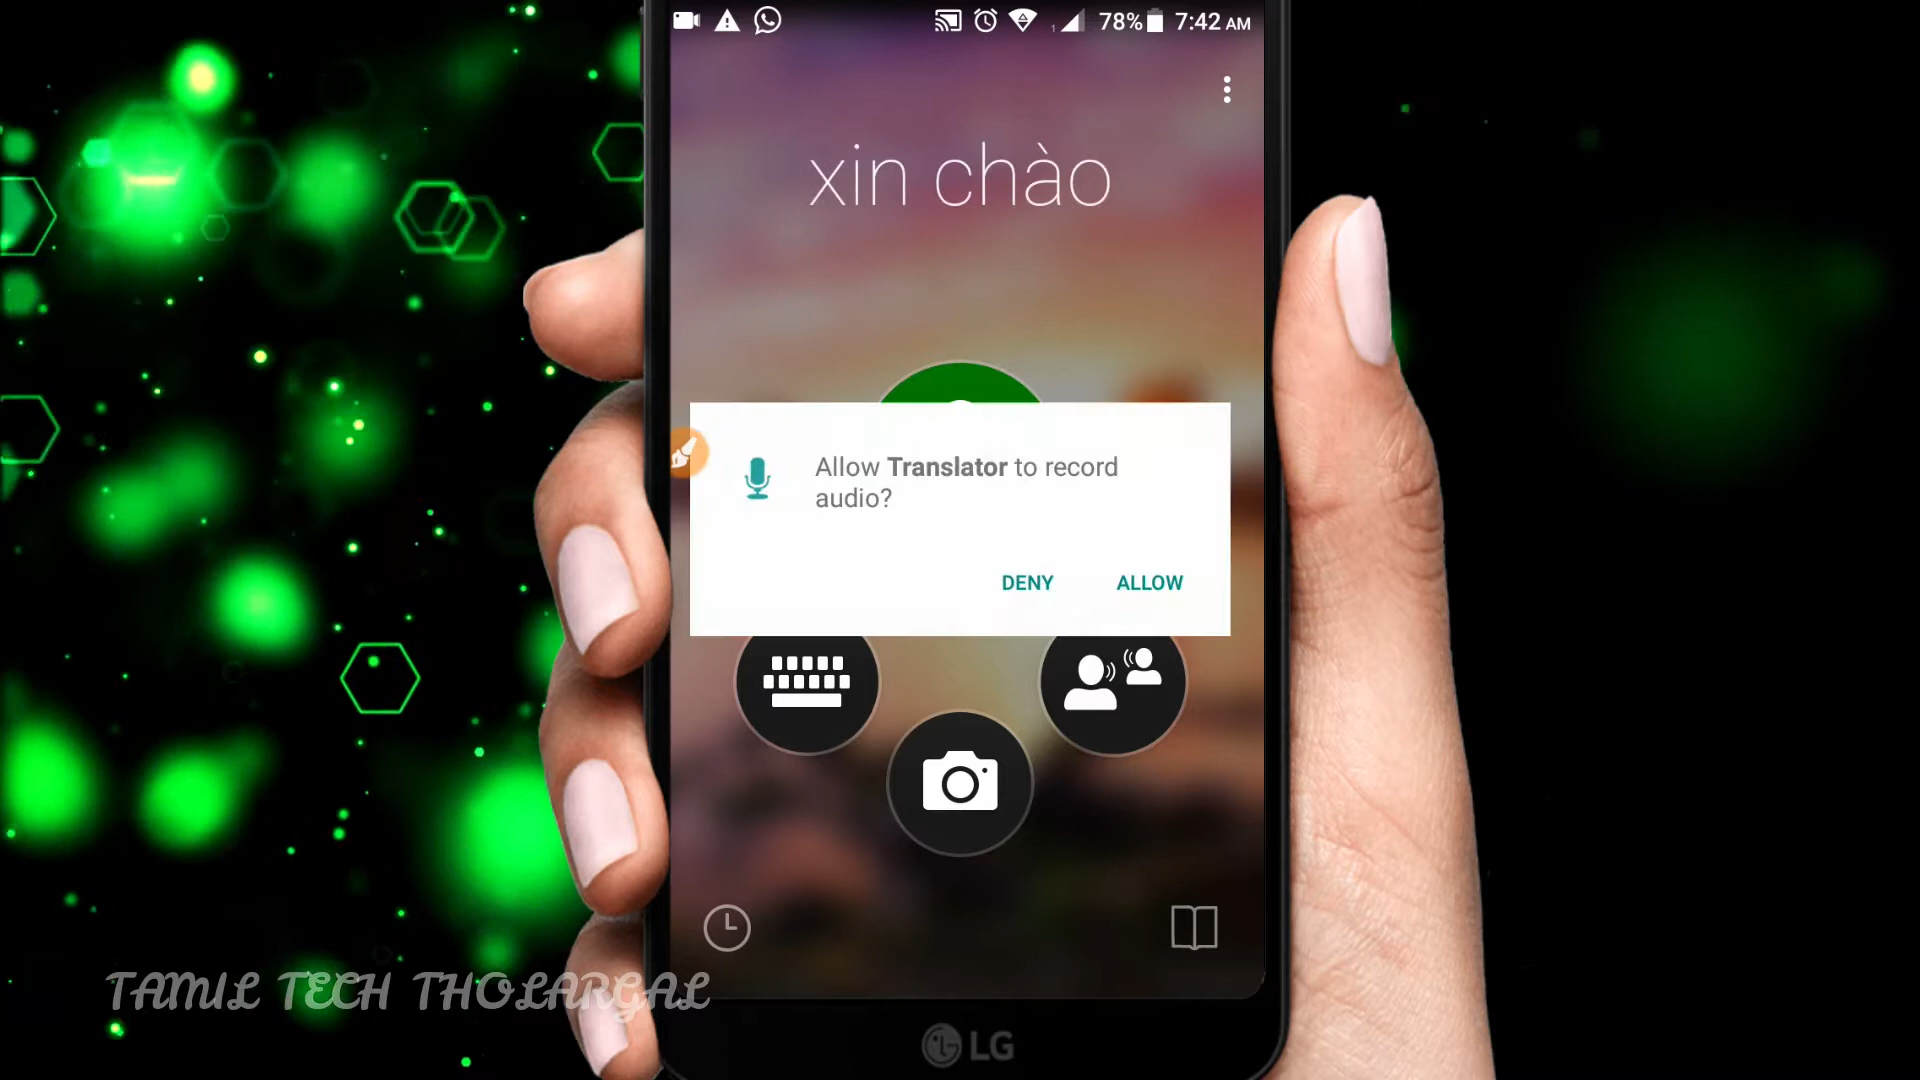 78% 7:42 AM
xin chào
Allow Translator to record
audio?
DENY ALLOW
TAMIL TECH THOLARGAL
LG